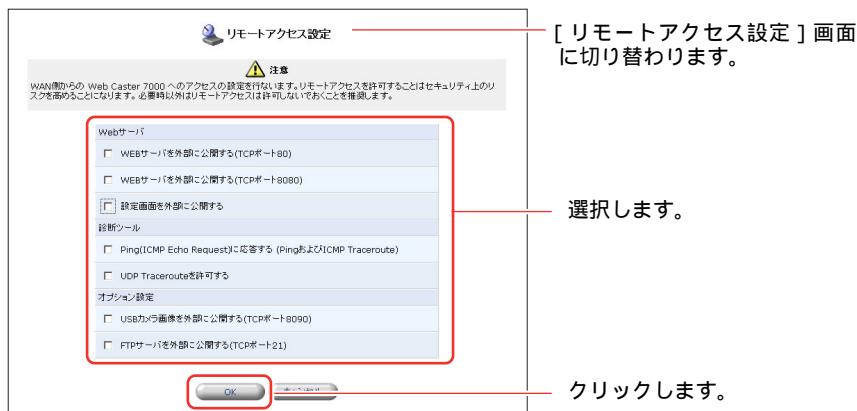 リモートアクセス設定
[ リモートアクセス設定 ] 画面
に切り替わります。
注意
WAN側からの Web Caster 7000 へのアクセスの設定を行ないます。リモートアクセスを許可することはセキュリティ上のリ
スクを高めることになります。必要時以外はリモートアクセスは許可しないでおくことを推奨します。
Webサーバ
WEBサーバを外部に公開する(TCPポート80)
WEBサーバを外部に公開する(TCPポート8080)
設定画面を外部に公開する
選択します。
診断ツール
Ping(ICMP Echo Request)に応答する (PingおよびICMP Traceroute)
UDP Tracerouteを許可する
オプション設定
USBカメラ画像を外部に公開する(TCPポート8090)
FTPサーバを外部に公開する(TCPポート21)
OK
クリックします。